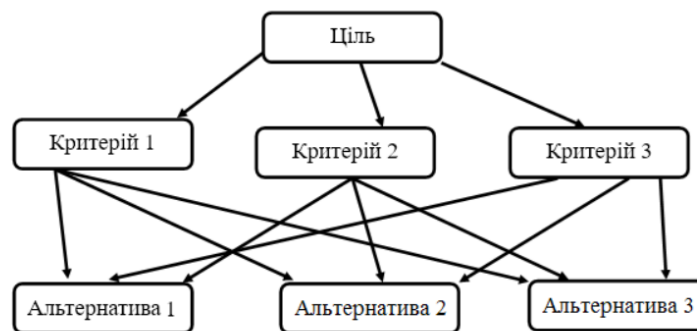 Ціль
Критерій 1
Критерій 2
Критерій 3
Альтернатива 1
Альтернатива 2
Альтернатива 3